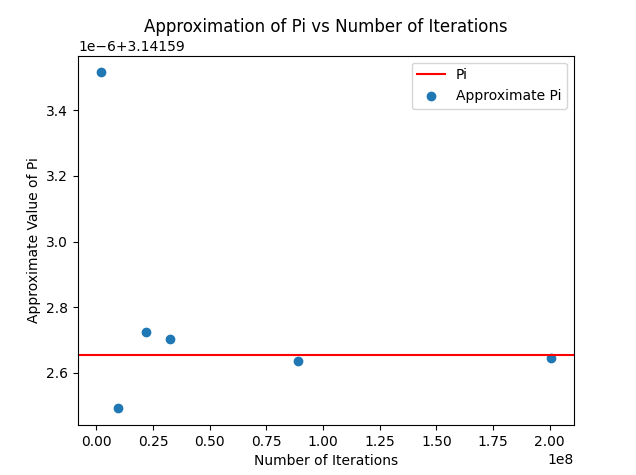 Approximation of Pi vs Number of Iterations
1e−6+3.14159
Pi
Approximate Pi
3.4
3.2
3.0
2.8
2.6
Approximate Value of Pi
0.00 0.25 0.50 0.75 1.00 1.25 1.50 1.75 2.00
1e8
Number of Iterations